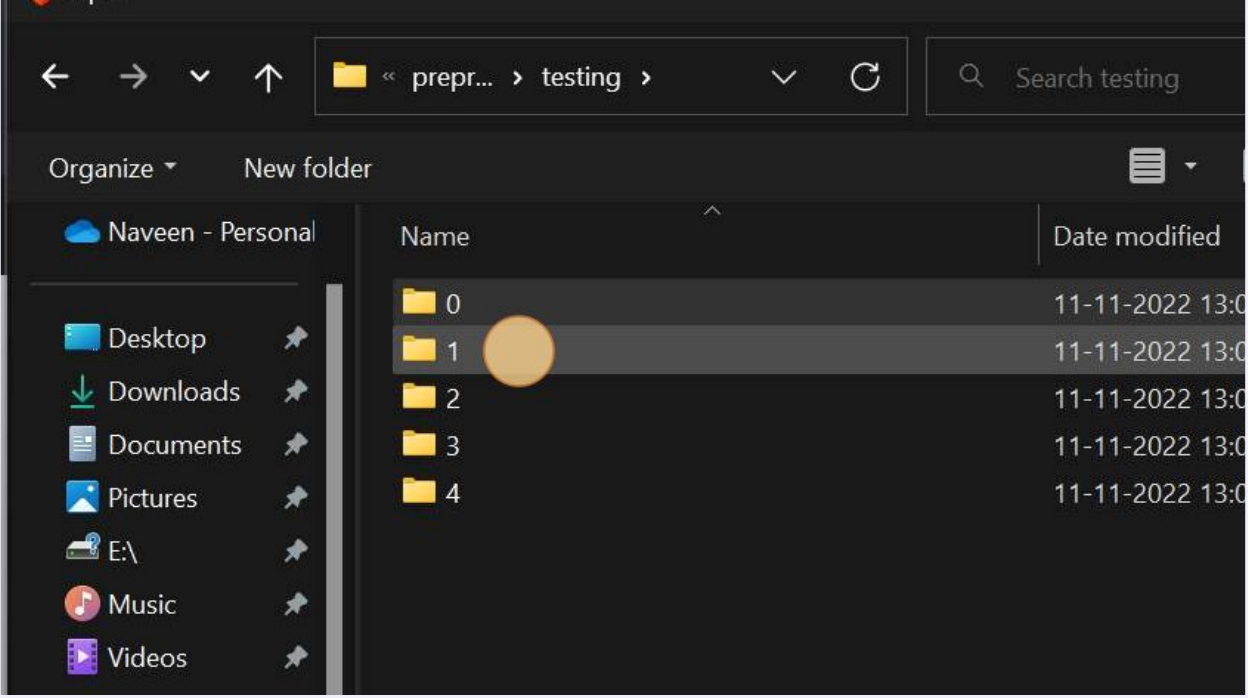 « prepr... › testing ›
Search testing
Organize
New folder
Naveen - Personal
Name
Date modified
Desktop
Downloads
Documents
Pictures
E:\
Music
Videos
0
11-11-2022 13:0
1
11-11-2022 13:0
2
11-11-2022 13:0
3
11-11-2022 13:0
4
11-11-2022 13:0